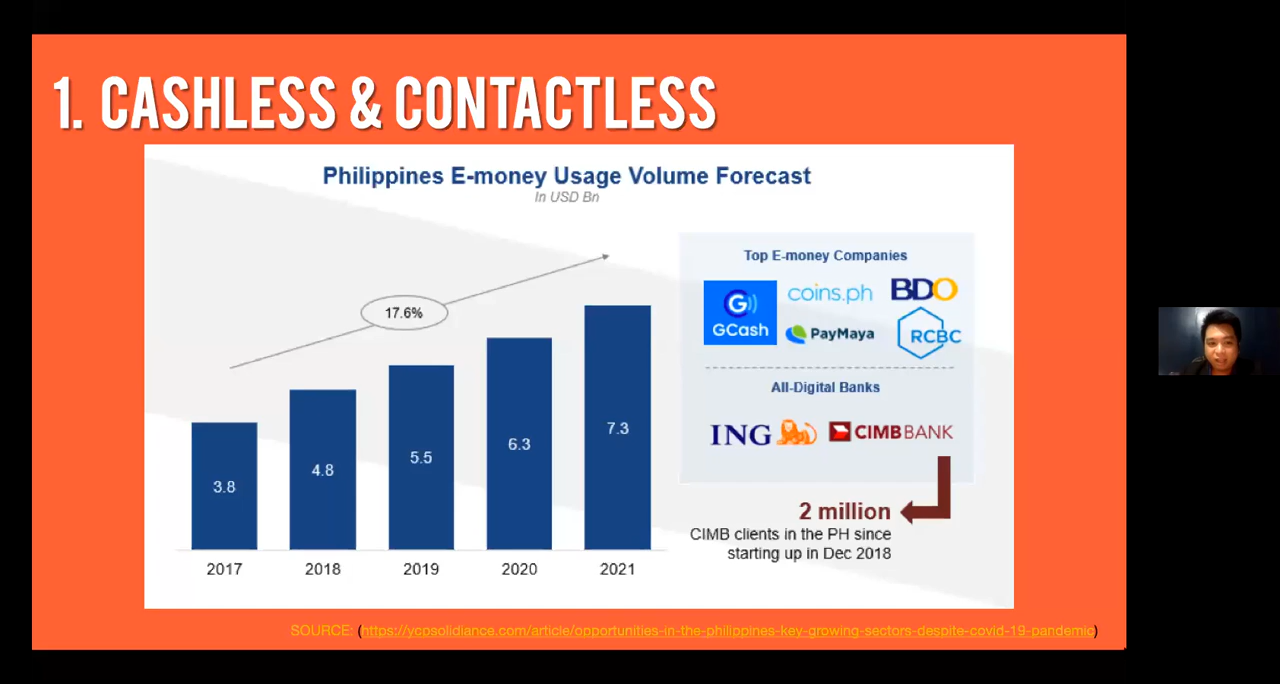 1. CASHLESS & CONTACTLESS
Philippines E-money Usage Volume Forecast
In USD Bn
17.6%
3.8
4.8
5.5
6.3
7.3
2017
2018
2019
2020
2021
Top E-money Companies
G
GCash
coins.ph
BDO
PayMaya
RCBC
All-Digital Banks
ING
CIMB BANK
2 million
CIMB clients in the PH since
starting up in Dec 2018
SOURCE: (https://ycpsolidiance.com/article/opportunities-in-the-philippines-key-growing-sectors-despite-covid-19-pandemic)